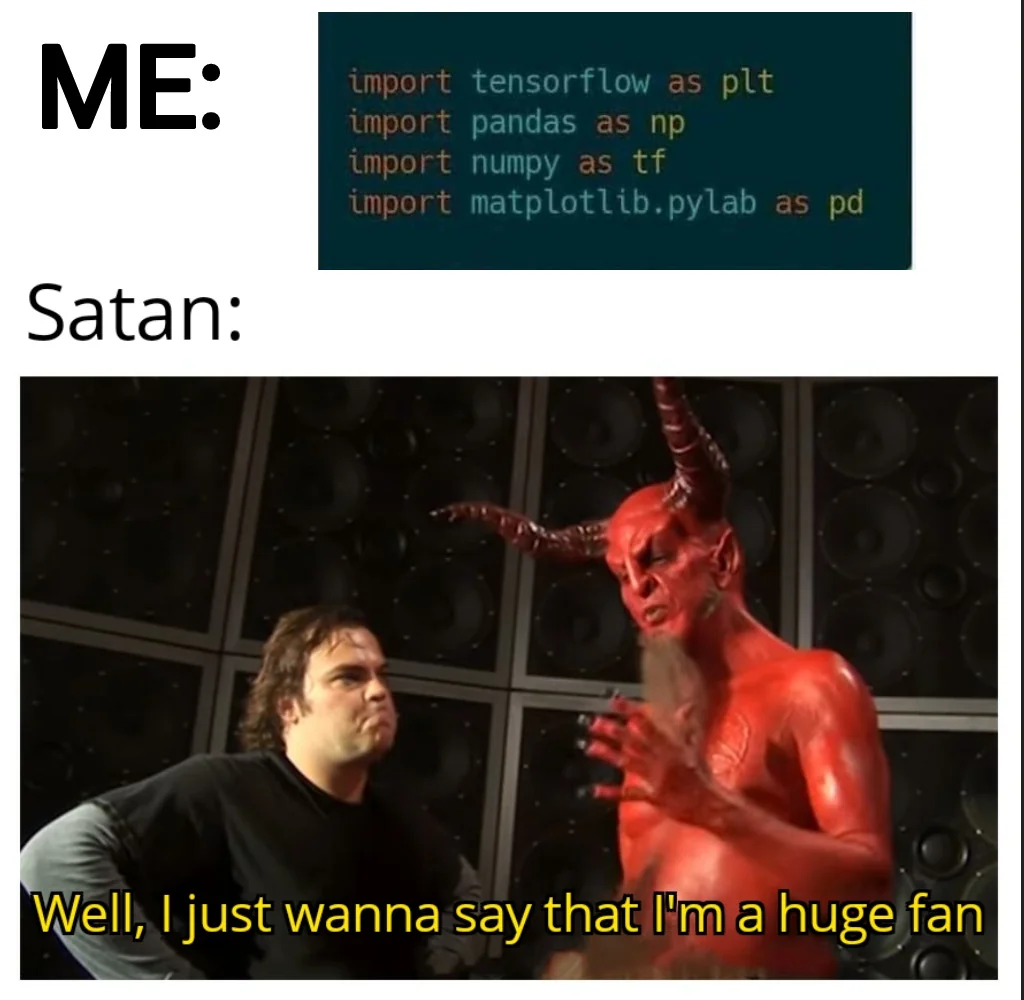 ME:
import tensorflow as plt
import pandas as np
import numpy as tf
import matplotlib.pylab as pd
Satan:
Well, I just wanna say that I'm a huge fan